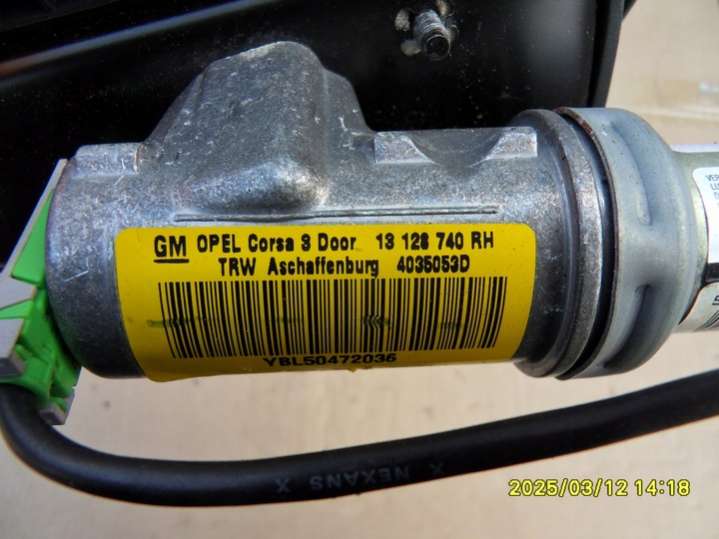 GM OPEL Corsa 3 Door 13 128 740 RH
TRW Aschaffenburg 4035053D
YBL50472036
X NEXANS X
2025/03/12 14:18